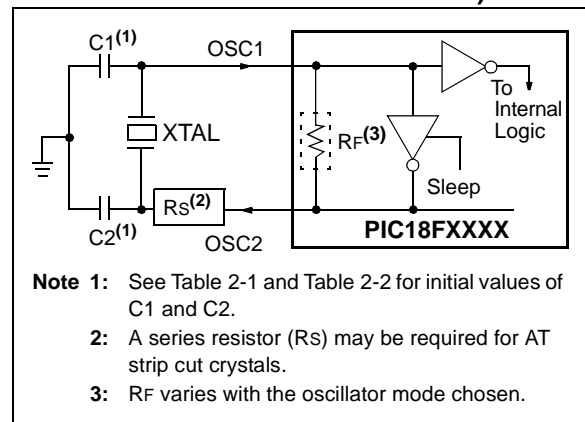 C1(1)
OSC1
To
Internal
Logic
XTAL
RF(3)
Sleep
C2(1)
RS(2)
OSC2
PIC18FXXXX
Note 1: See Table 2-1 and Table 2-2 for initial values of
C1 and C2.
2: A series resistor (RS) may be required for AT
strip cut crystals.
3: RF varies with the oscillator mode chosen.